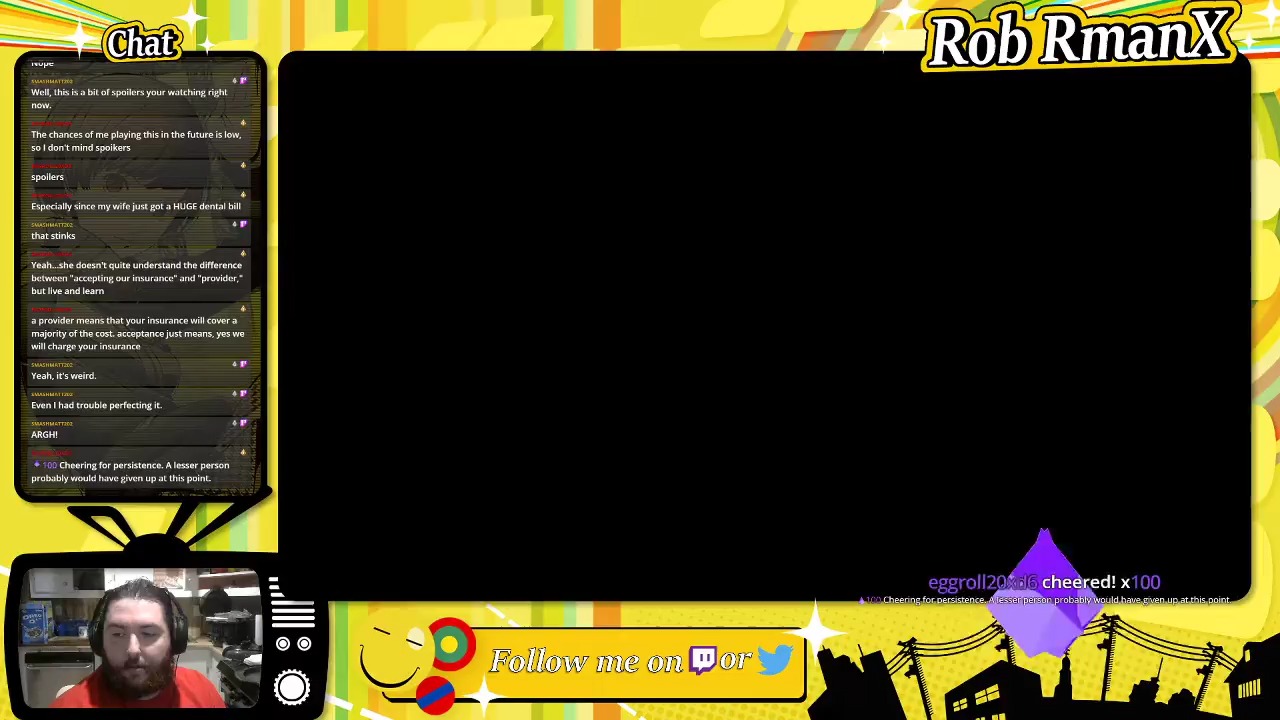 Chat
Rob RmanX
Nope
SMASHMATT202
Well, this is a bit of spoilers your watching right
now.
The chances of me playing this in the future is low,
so I don't mind spoikers
spoilers
Especially since my wife just got a HUGE dental bill
SMASHMATT202
that stinks
Yeah...she doesn't quite understand the difference
between "accepting our insurance" and "provider,"
but live and learn
a provider means that your insurance will cover a
majority of the cost. acceptance just means, yes we
will charge your insurance
SMASHMATT202
Yeah, it's weird.
SMASHMATT202
Even I had trouble perfecting it.
SMASHMATT202
ARGH!
100 Cheering for persistence. A lesser person
probably would have given up at this point.
eggroll20xd6 cheered! x100
100 Cheering for persistence. A lesser person probably would have given up at this point.
Follow me on or